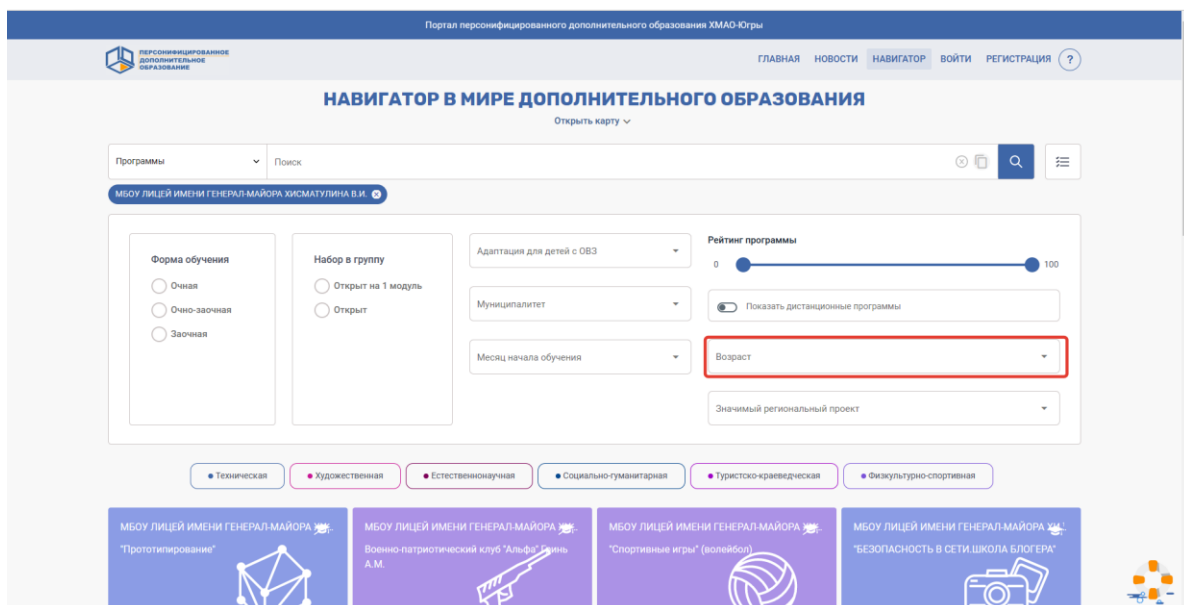 Портал персонифицированного дополнительного образования ХМАО-Югры
ПЕРСОНИФИЦИРОВАННОЕ
ДОПОЛНИТЕЛЬНОЕ
ОБРАЗОВАНИЕ
ГЛАВНАЯ НОВОСТИ НАВИГАТОР ВОЙТИ РЕГИСТРАЦИЯ ?
НАВИГАТОР В МИРЕ ДОПОЛНИТЕЛЬНОГО ОБРАЗОВАНИЯ
Открыть карту
Программы Поиск
МБОУ ЛИЦЕЙ ИМЕНИ ГЕНЕРАЛ-МАЙОРА ХИСМАТУЛИНА В.И.
Форма обучения
Очная
Очно-заочная
Заочная
Набор в группу
Открыт на 1 модуль
Открыт
Адаптация для детей с ОВЗ
Муниципалитет
Месяц начала обучения
Рейтинг программы
0 100
Показать дистанционные программы
Возраст
Значимый региональный проект
Техническая Художественная Естественнонаучная Социально-гуманитарная Туристско-краеведческая Физкультурно-спортивная
МБОУ ЛИЦЕЙ ИМЕНИ ГЕНЕРАЛ-МАЙОРА
"Прототипирование"
МБОУ ЛИЦЕЙ ИМЕНИ ГЕНЕРАЛ-МАЙОРА
Военно-патриотический клуб "Альфа" Гринь
А.М.
МБОУ ЛИЦЕЙ ИМЕНИ ГЕНЕРАЛ-МАЙОРА
"Спортивные игры" (волейбол)
МБОУ ЛИЦЕЙ ИМЕНИ ГЕНЕРАЛ-МАЙОРА
"БЕЗОПАСНОСТЬ В СЕТИ.ШКОЛА БЛОГЕРА"